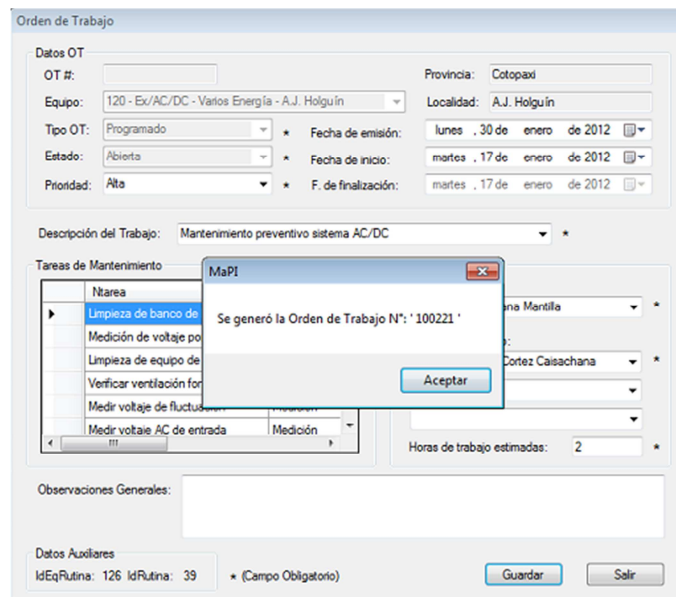 Orden de Trabajo
Datos OT
OT #:
Provincia: Cotopaxi
Equipo: 120 - Ex/AC/DC - Varios Energía - A.J. Holguín
Localidad: A.J. Holguín
Tipo OT: Programado *
Fecha de emisión: lunes , 30 de enero de 2012
Estado: Abierta *
Fecha de inicio: martes , 17 de enero de 2012
Prioridad: Alta *
F. de finalización: martes , 17 de enero de 2012
Descripción del Trabajo: Mantenimiento preventivo sistema AC/DC *
Tareas de Mantenimiento
Ntarea
Limpieza de banco de
Medición de voltaje po
Limpieza de equipo de
Verificar ventilación for
Medir voltaje de fluctuación Medición
Medir voltaje AC de entrada Medición
MaPI
Se generó la Orden de Trabajo N°: ' 100221 '
Aceptar
ana Mantilla *
o:
Cortez Caisachana *
Horas de trabajo estimadas: 2 *
Observaciones Generales:
Datos Auxiliares
IdEqRutina: 126 IdRutina: 39
* (Campo Obligatorio)
Guardar
Salir